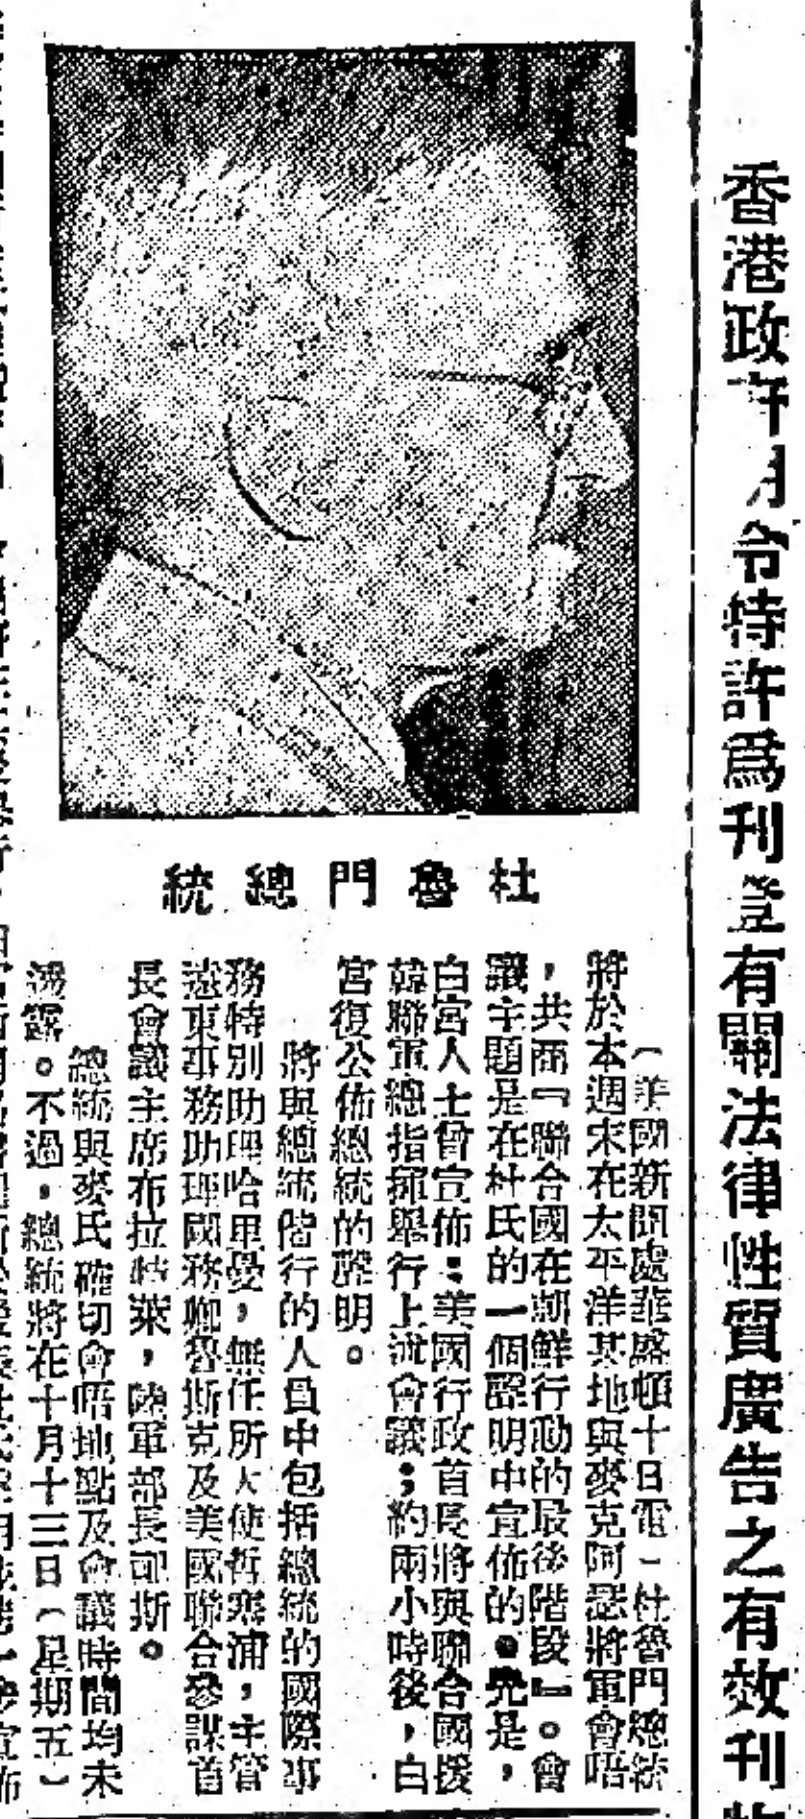 香港政府月令特許為刊登有關法律性質廣告之有效刊
杜魯門總統
（美國新聞處華盛頓十日電－杜魯門總統
將於本週末在太平洋基地與麥克阿瑟將軍會晤
，共商『聯合國在朝鮮行動的最後階段』。會
議主題是在杜氏的一個聲明中宣佈的。先是，
白宮人士曾宣佈：美國行政首長將與聯合國援
韓聯軍總指揮舉行上述會議；約兩小時後，白
宮復公佈總統的聲明。
將與總統偕行的人員中包括總統的國際事
務特別助理哈里曼，無任所大使哲塞浦，主管
遠東事務助理國務卿魯斯克及美國聯合參謀首
長會議主席布拉特萊，陸軍部長卽斯。
總統與麥氏確切會晤地點及會議時間均未
洩露。不過，總統將在十月十三日（星期五）